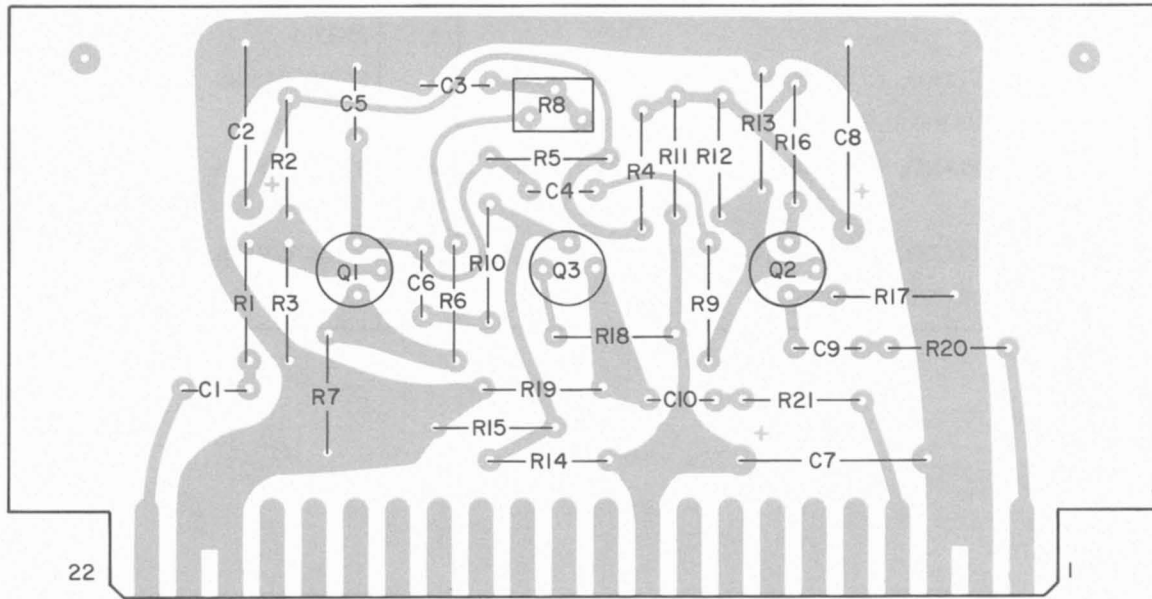 C3
R8
C5
C2
R13
R2
R5
R4
R11
R12
R16
C8
C4
+
+
Q1
R10
Q3
Q2
R1
R3
C6
R6
R9
R17
R18
C9
R20
C1
R7
R19
C10
R21
R15
+
R14
C7
22
1